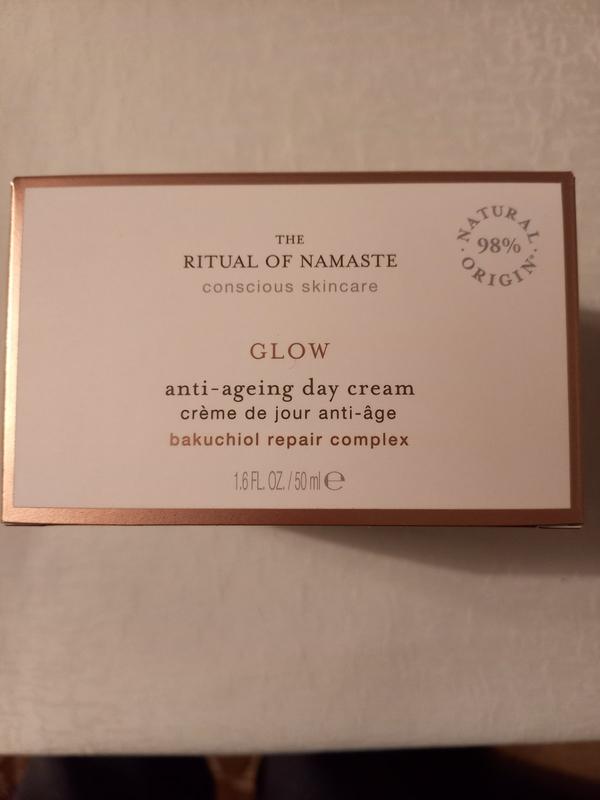 THE
RITUAL OF NAMASTE
conscious skincare
NATURAL
98%
ORIGIN*
GLOW
anti-ageing day cream
crème de jour anti-âge
bakuchiol repair complex
1.6 FL. OZ. / 50 ml ℮